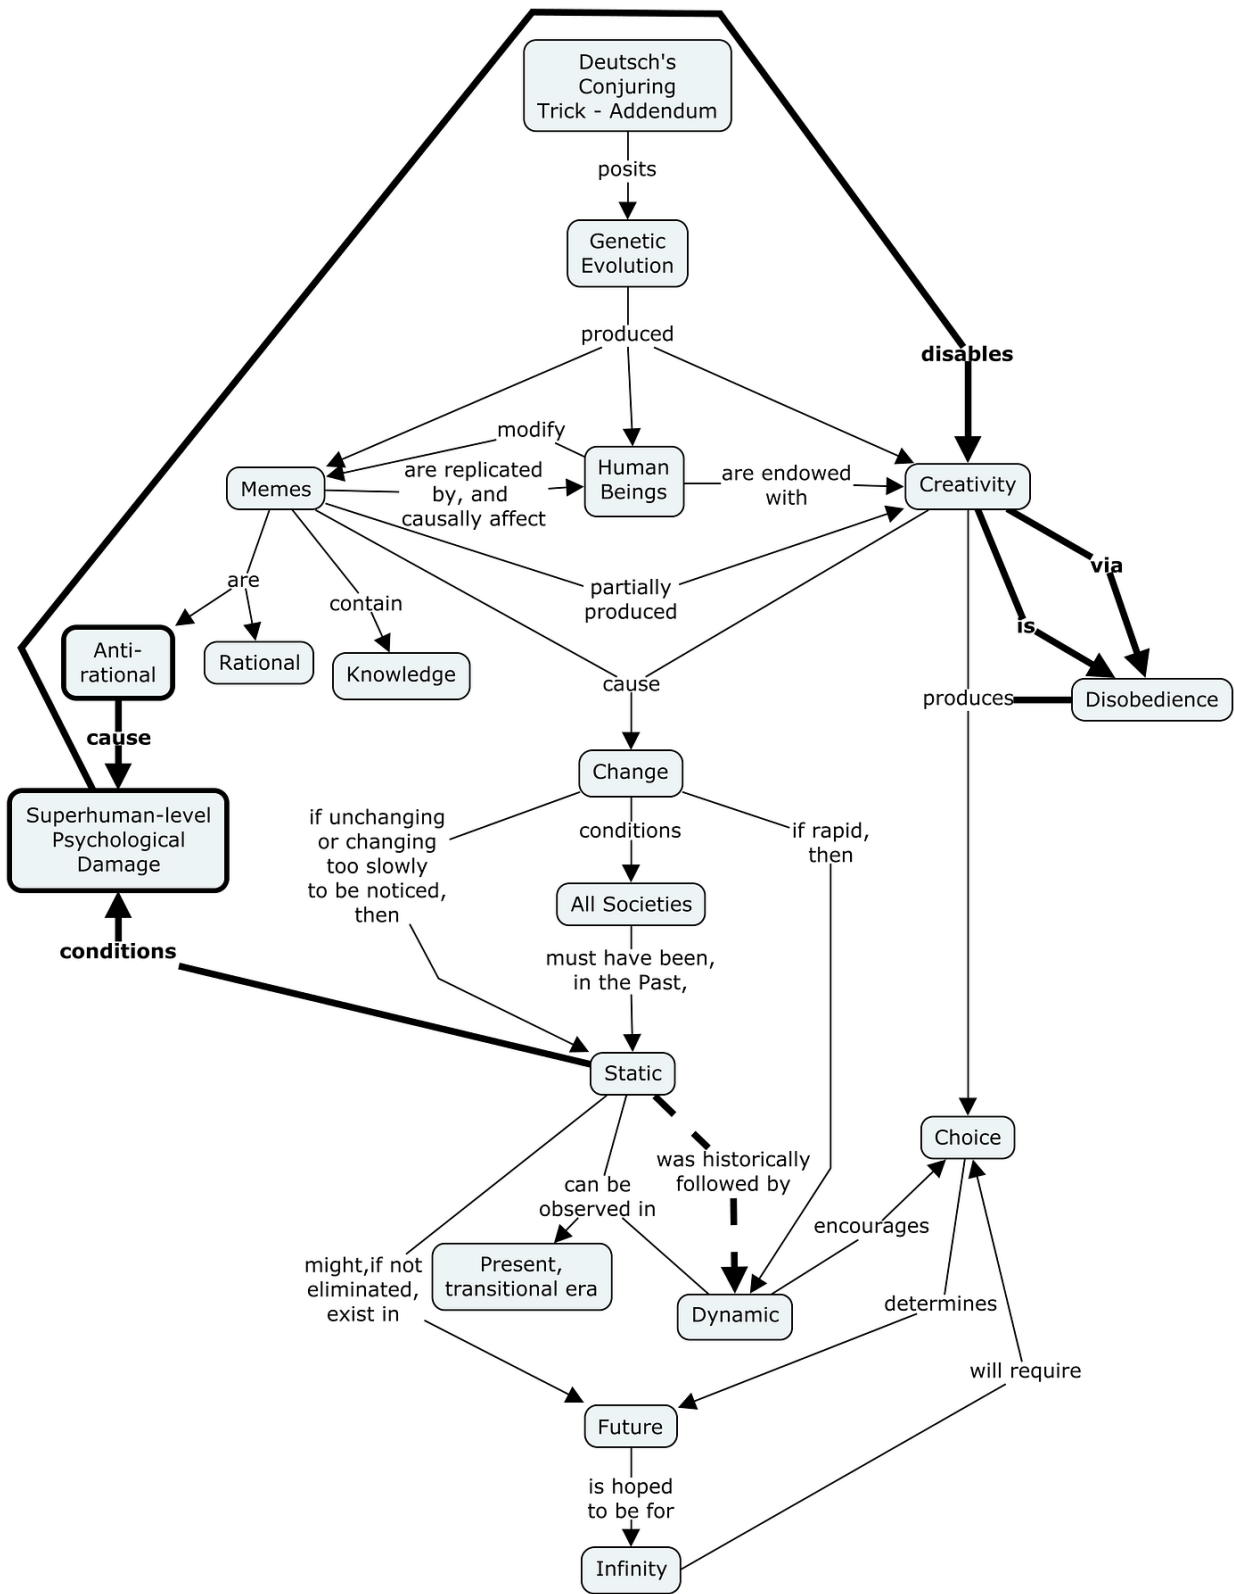 Deutsch's
Conjuring
Trick - Addendum
posits
Genetic
Evolution
produced
disables
modify
Memes
are replicated
by, and
causally affect
Human
Beings
are endowed
with
Creativity
via
are
contain
partially
produced
is
Anti-
rational
Rational
Knowledge
cause
produces
Disobedience
cause
Change
Superhuman-level
Psychological
Damage
if unchanging
or changing
too slowly
to be noticed,
then
conditions
if rapid,
then
All Societies
conditions
must have been,
in the Past,
Static
Choice
was historically
followed by
can be
observed in
encourages
might,if not
eliminated,
exist in
Present,
transitional era
Dynamic
determines
will require
Future
is hoped
to be for
Infinity